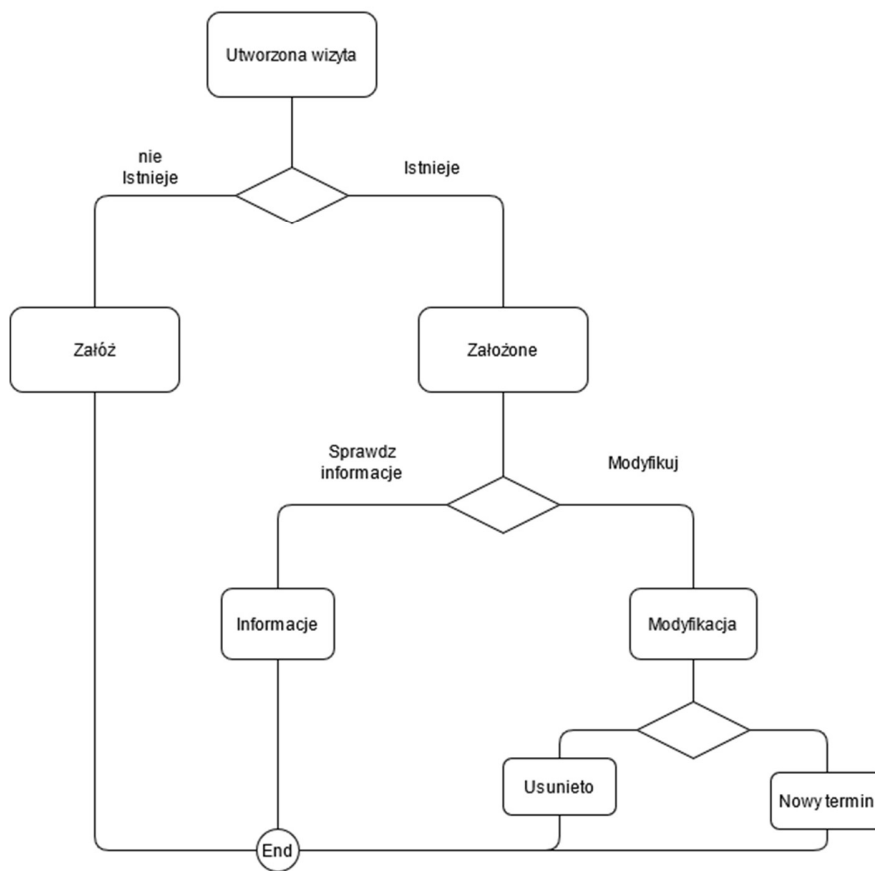 Utworzona wizyta
nie
Istnieje
Istnieje
Załóż
Założone
Sprawdz
informacje
Modyfikuj
Informacje
Modyfikacja
Usunieto
Nowy termin
End